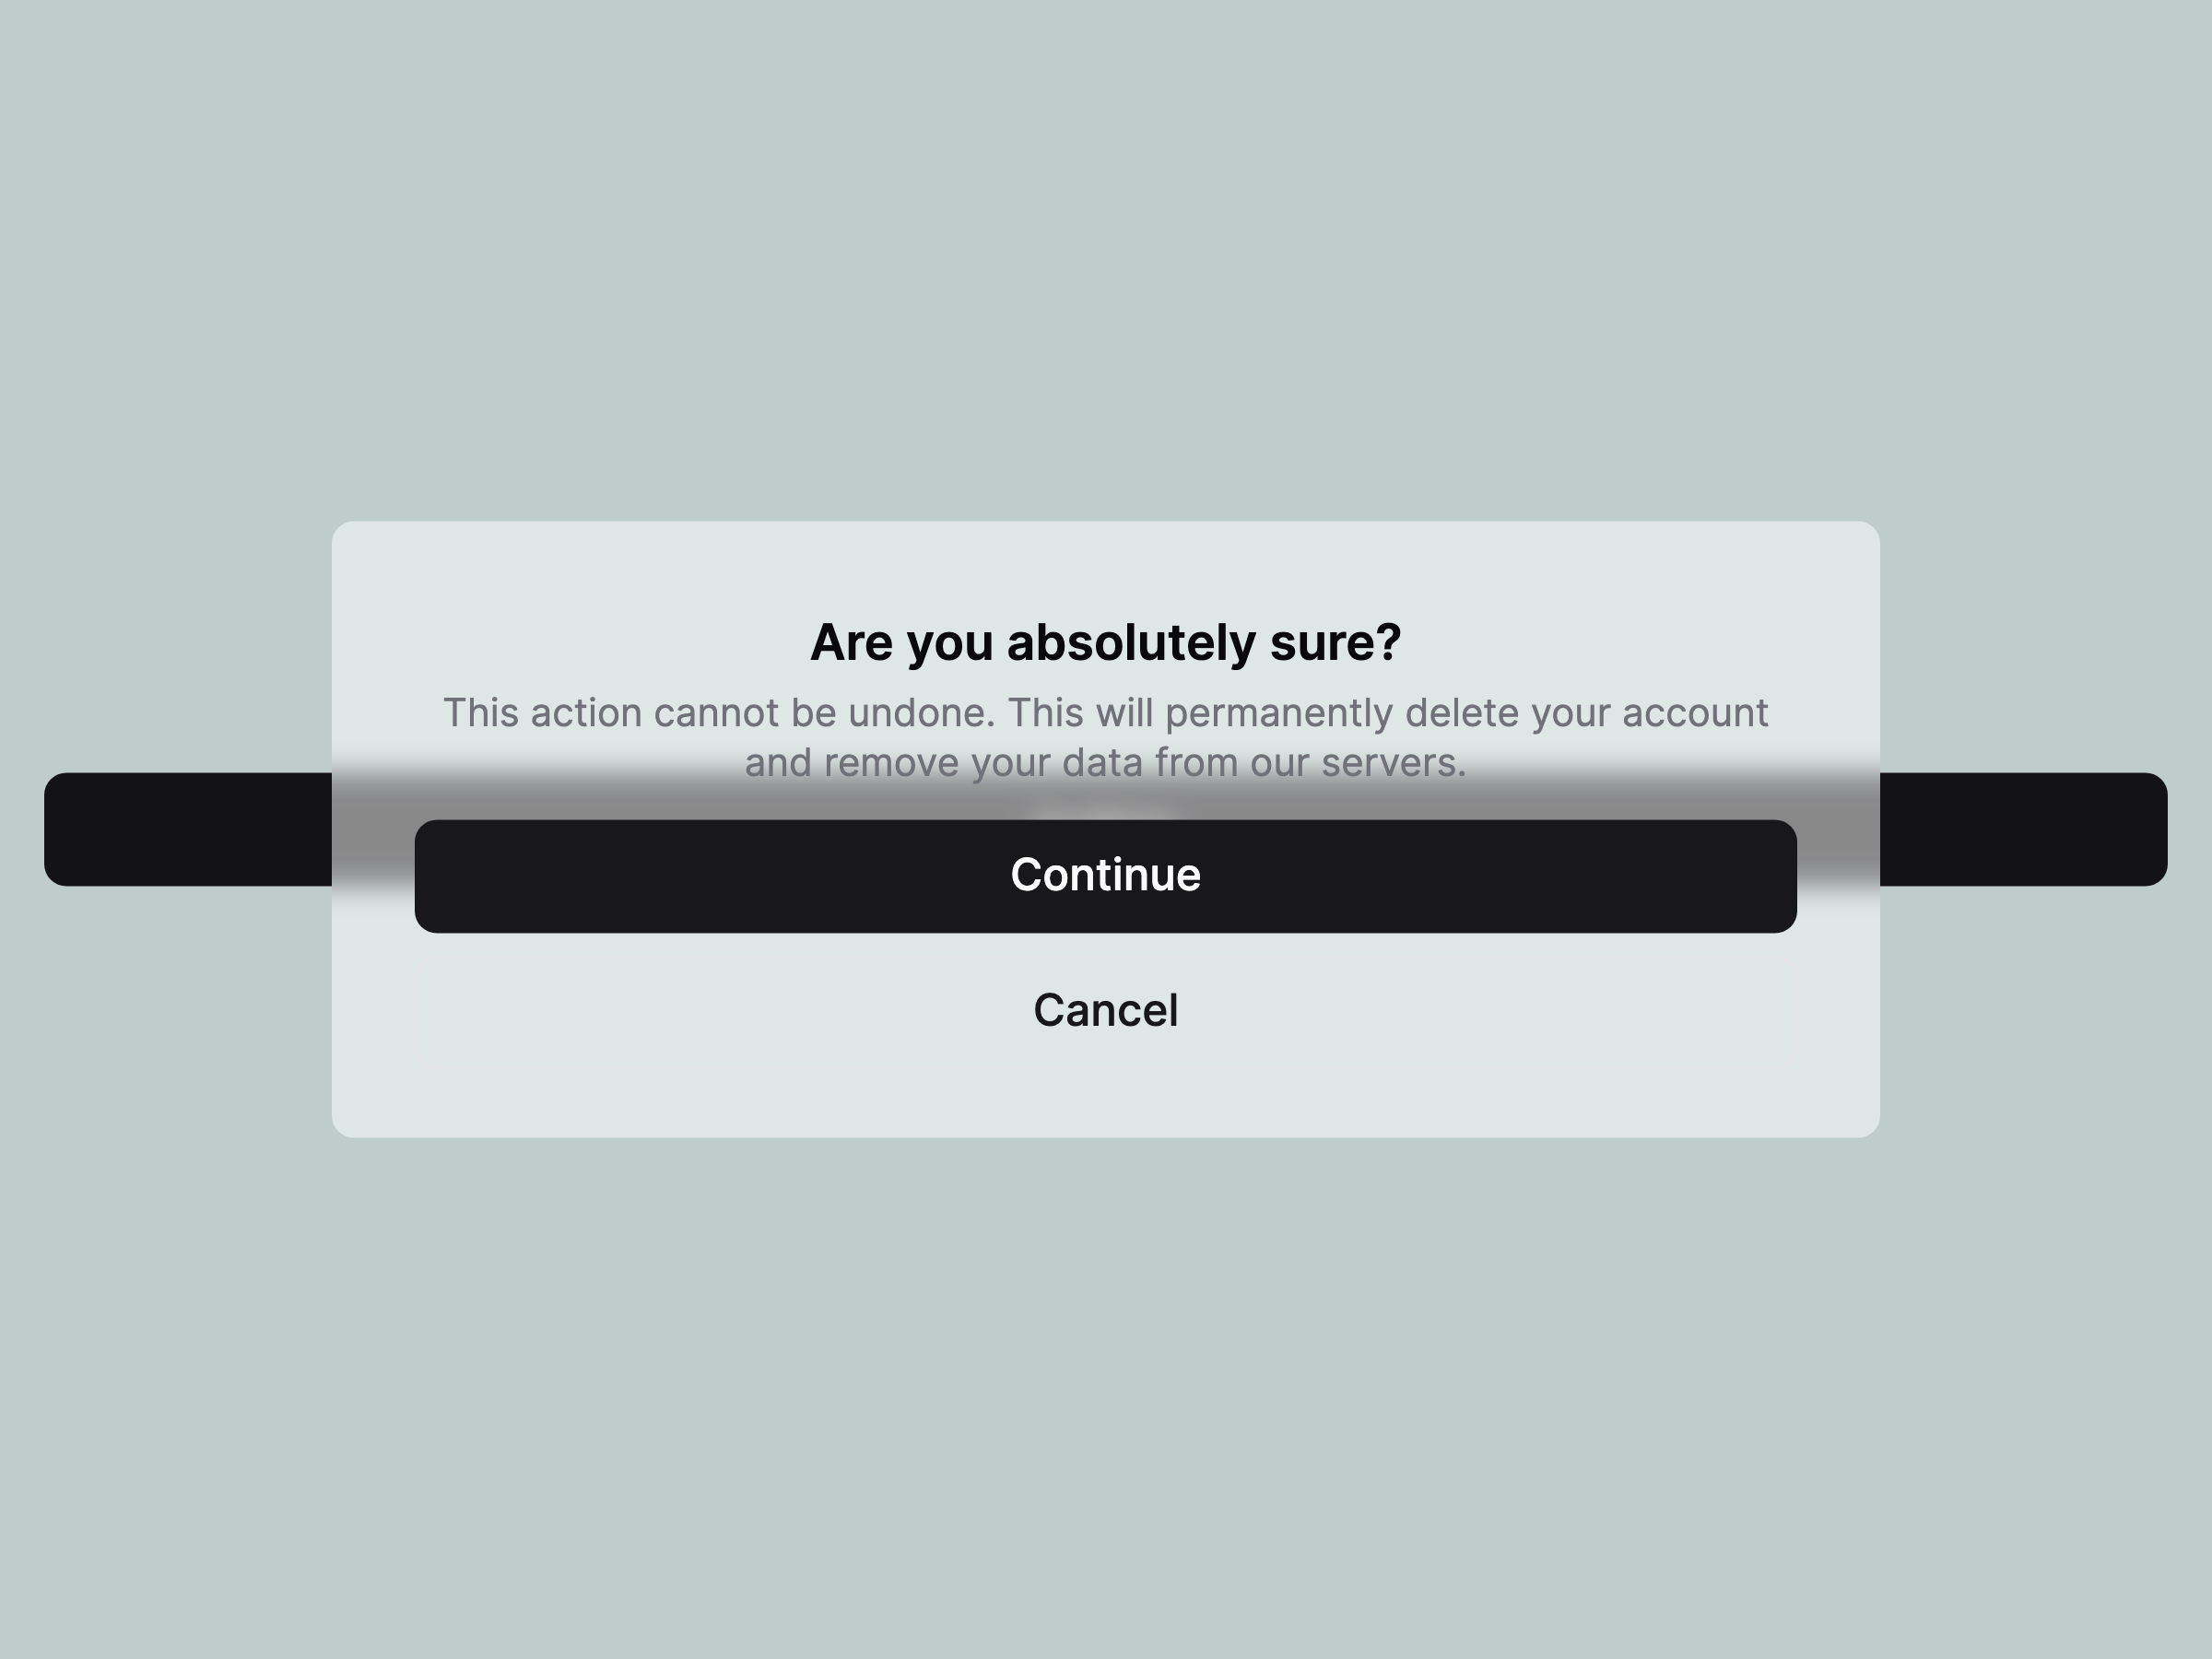 Are you absolutely sure?
This action cannot be undone. This will permanently delete your account
and remove your data from our servers.
Continue
Cancel